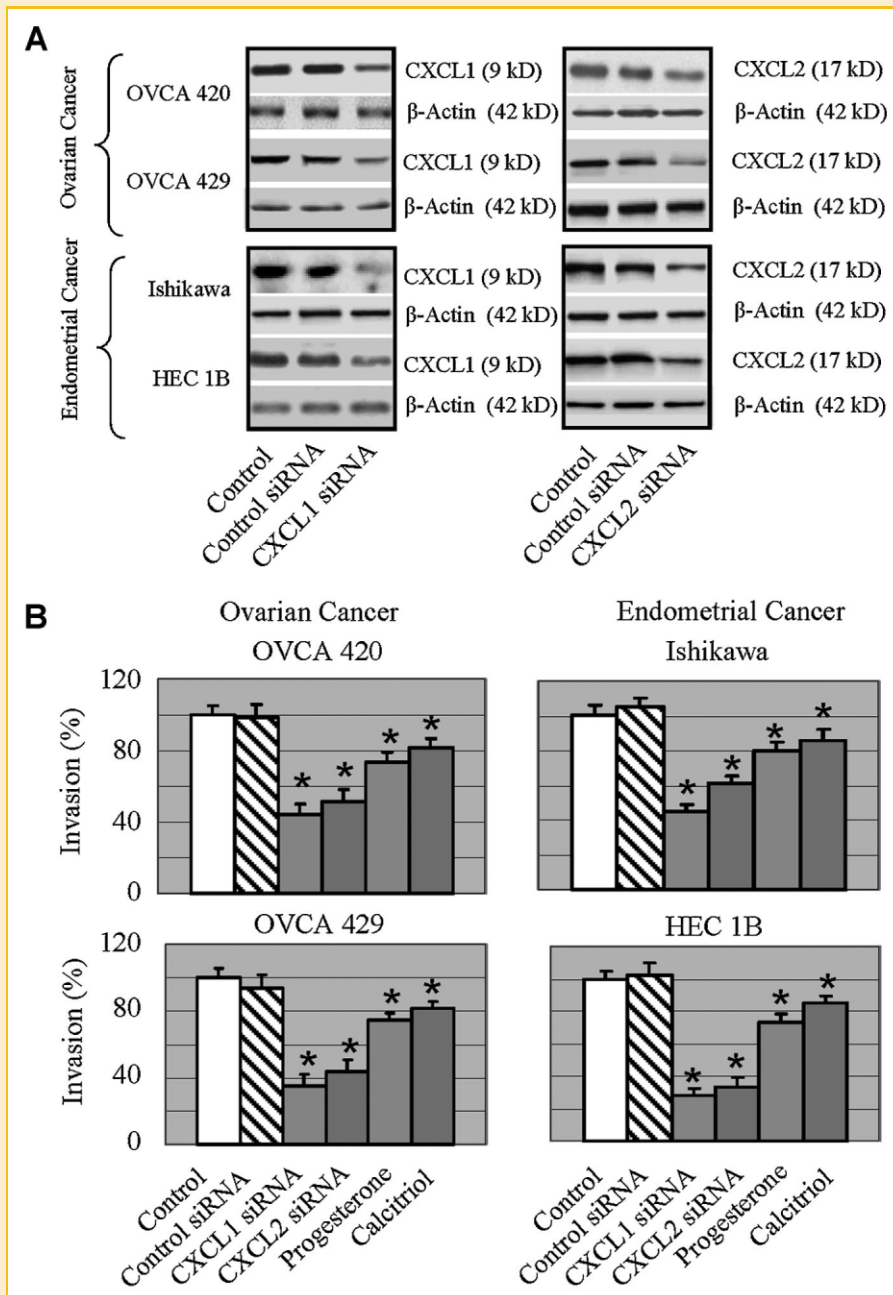 A
Ovarian Cancer
OVCA 420
CXCL1 (9 kD)
CXCL2 (17 kD)
β-Actin (42 kD)
β-Actin (42 kD)
OVCA 429
CXCL1 (9 kD)
CXCL2 (17 kD)
β-Actin (42 kD)
β-Actin (42 kD)
Endometrial Cancer
Ishikawa
CXCL1 (9 kD)
CXCL2 (17 kD)
β-Actin (42 kD)
β-Actin (42 kD)
HEC 1B
CXCL1 (9 kD)
CXCL2 (17 kD)
β-Actin (42 kD)
β-Actin (42 kD)
Control
Control siRNA
CXCL1 siRNA
Control
Control siRNA
CXCL2 siRNA
B
Ovarian Cancer
Endometrial Cancer
OVCA 420
Ishikawa
Invasion (%)
120
80
40
0
* * * *
* * * *
OVCA 429
HEC 1B
Invasion (%)
120
80
40
0
* * * *
* * * *
Control
Control siRNA
CXCL1 siRNA
CXCL2 siRNA
Progesterone
Calcitriol
Control
Control siRNA
CXCL1 siRNA
CXCL2 siRNA
Progesterone
Calcitriol